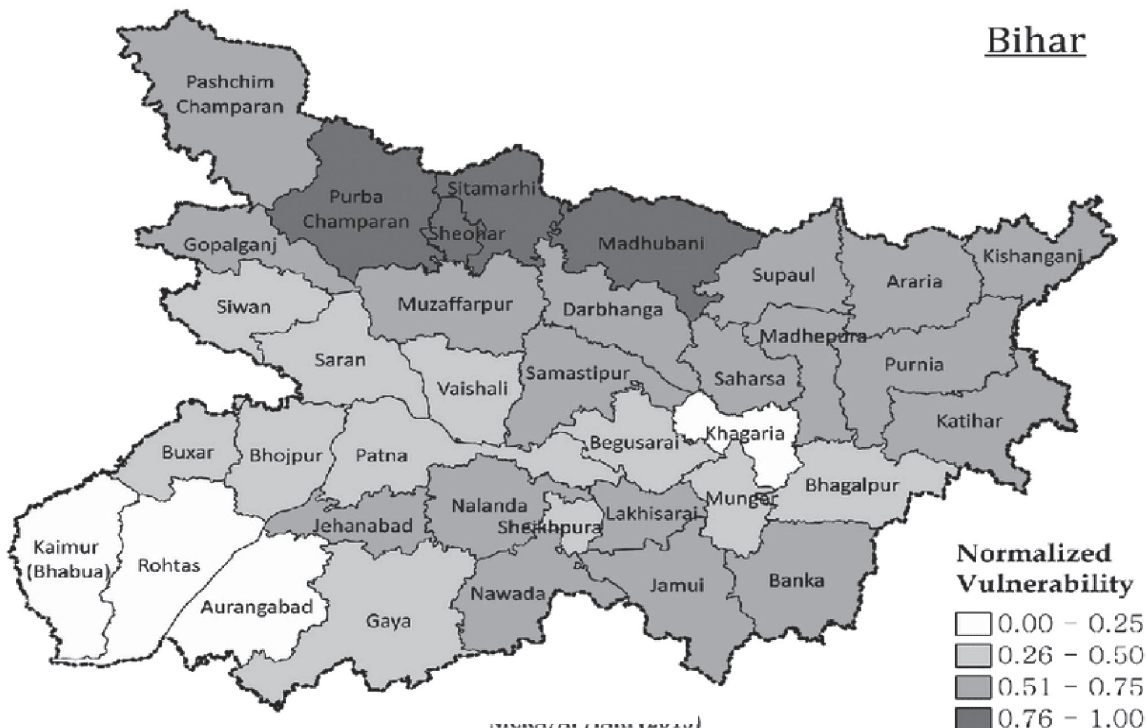 Bihar
Pashchim
Champaran
Purba
Champaran
Sitamarhi
Sheohar
Madhubani
Gopalganj
Siwan
Muzaffarpur
Darbhanga
Supaul
Araria
Kishanganj
Saran
Vaishali
Samastipur
Saharsa
Madhepura
Purnia
Katihar
Buxar
Bhojpur
Patna
Begusarai
Khagaria
Munger
Bhagalpur
Nalanda
Sheikhpura
Lakhisarai
Jehanabad
Kaimur
(Bhabua)
Rohtas
Aurangabad
Gaya
Nawada
Jamui
Banka
Normalized
Vulnerability
0.00 - 0.25
0.26 - 0.50
0.51 - 0.75
0.76 - 1.00